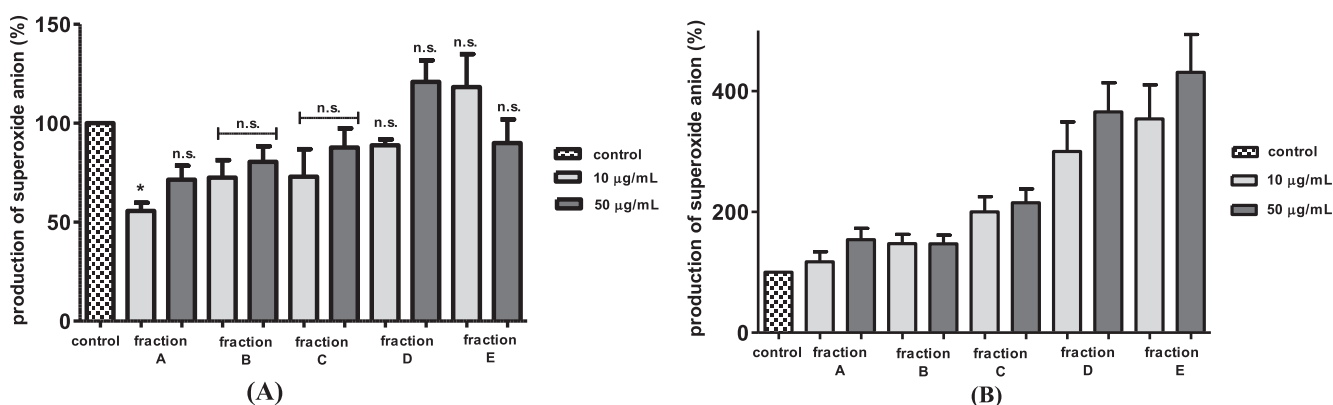 production of superoxide anion (%)
150
100
50
0
*
n.s.
n.s.
n.s.
n.s.
n.s.
n.s.
n.s.
control
fraction
A
fraction
B
fraction
C
fraction
D
fraction
E
control
10 µg/mL
50 µg/mL
(A)
production of superoxide anion (%)
400
200
0
control
fraction
A
fraction
B
fraction
C
fraction
D
fraction
E
control
10 µg/mL
50 µg/mL
(B)